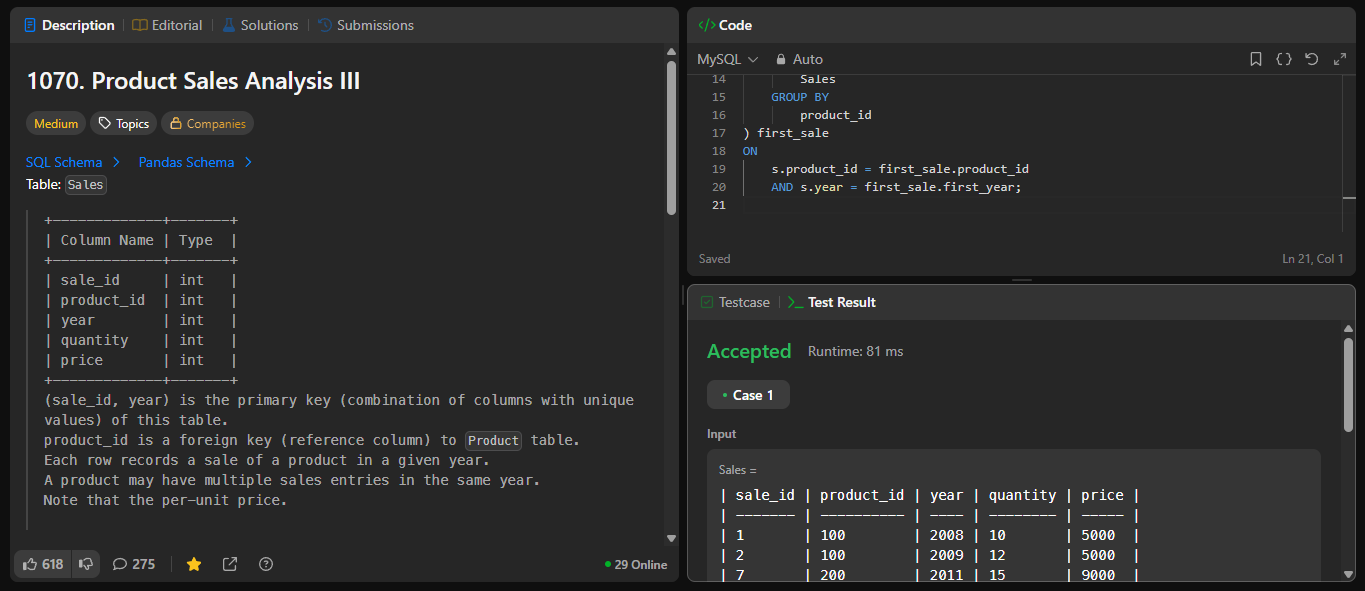 Description
Editorial
Solutions
Submissions
1070. Product Sales Analysis III
Medium
Topics
Companies
SQL Schema
Pandas Schema
Table: Sales
+-------------+-------+
| Column Name | Type  |
+-------------+-------+
| sale_id     | int   |
| product_id  | int   |
| year        | int   |
| quantity    | int   |
| price       | int   |
+-------------+-------+
(sale_id, year) is the primary key (combination of columns with unique
values) of this table.
product_id is a foreign key (reference column) to Product table.
Each row records a sale of a product in a given year.
A product may have multiple sales entries in the same year.
Note that the per-unit price.
618
275
29 Online
</> Code
MySQL
Auto
14 Sales
15 GROUP BY
16 product_id
17 ) first_sale
18 ON
19 s.product_id = first_sale.product_id
20 AND s.year = first_sale.first_year;
21
Saved
Ln 21, Col 1
Testcase
>_ Test Result
Accepted
Runtime: 81 ms
Case 1
Input
Sales =
| sale_id | product_id | year | quantity | price |
| ------- | ---------- | ---- | -------- | ----- |
| 1       | 100        | 2008 | 10       | 5000  |
| 2       | 100        | 2009 | 12       | 5000  |
| 7       | 200        | 2011 | 15       | 9000  |